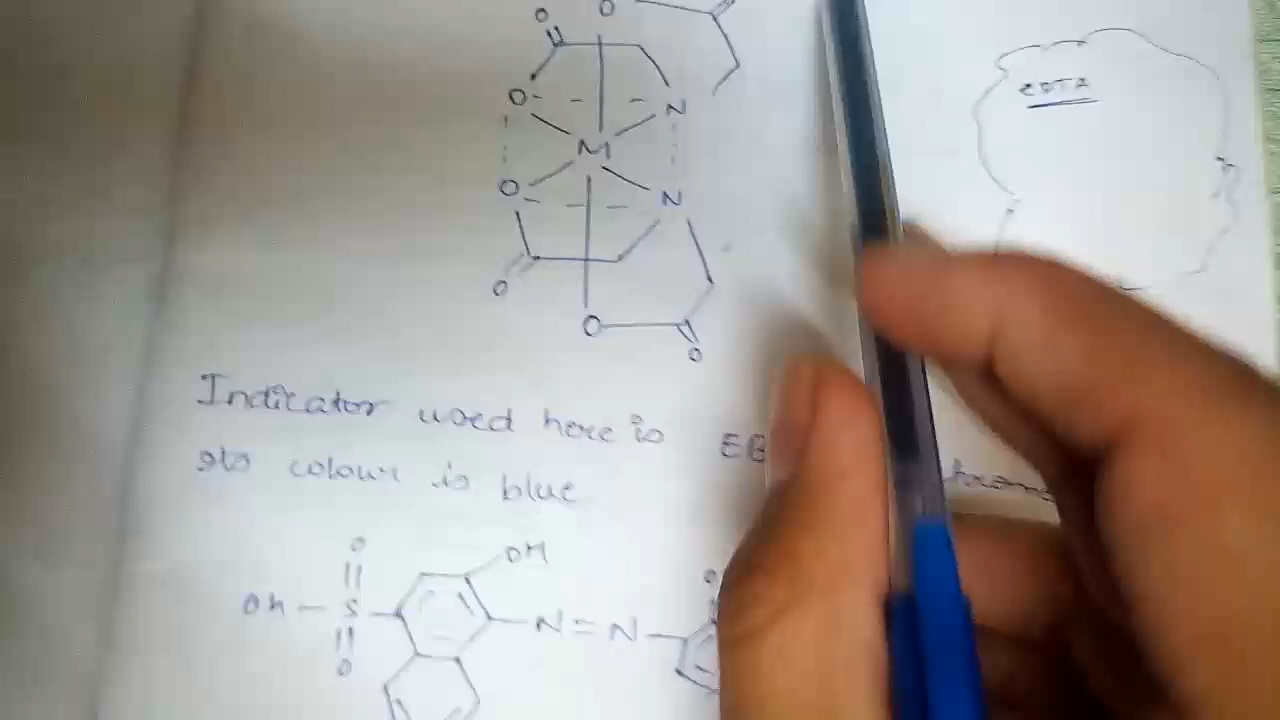 O
O
O
N
EDTA
M
O
N
O
O
O
Indicator used here is EB
Its colour is blue
O
OH
OH - S
N = N
O